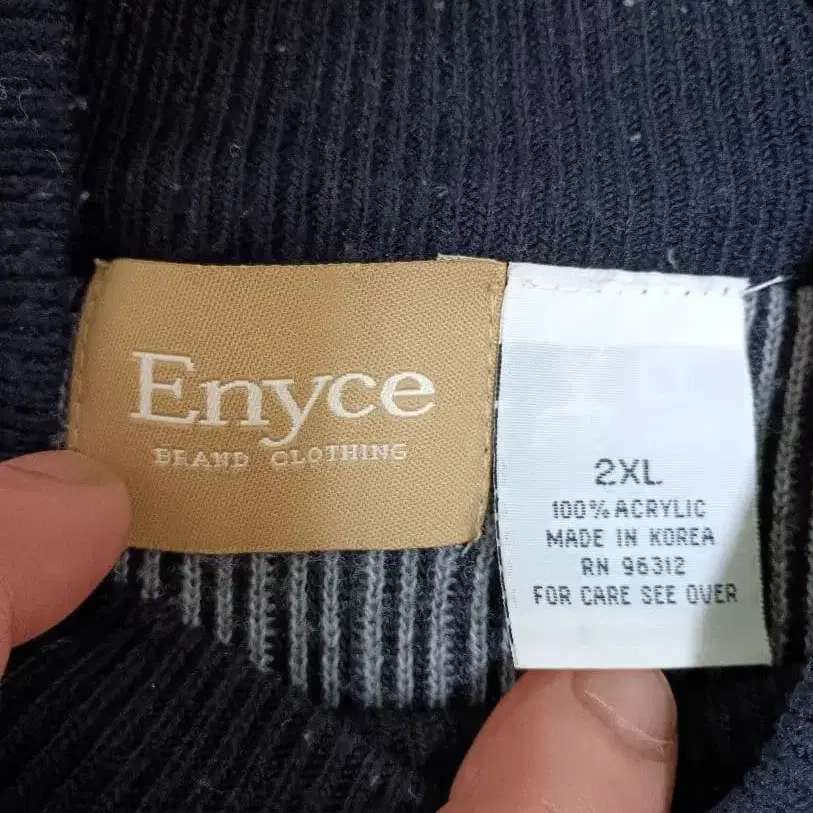 Enyce
BRAND CLOTHING
2XL
100% ACRYLIC
MADE IN KOREA
RN 96312
FOR CARE SEE OVER